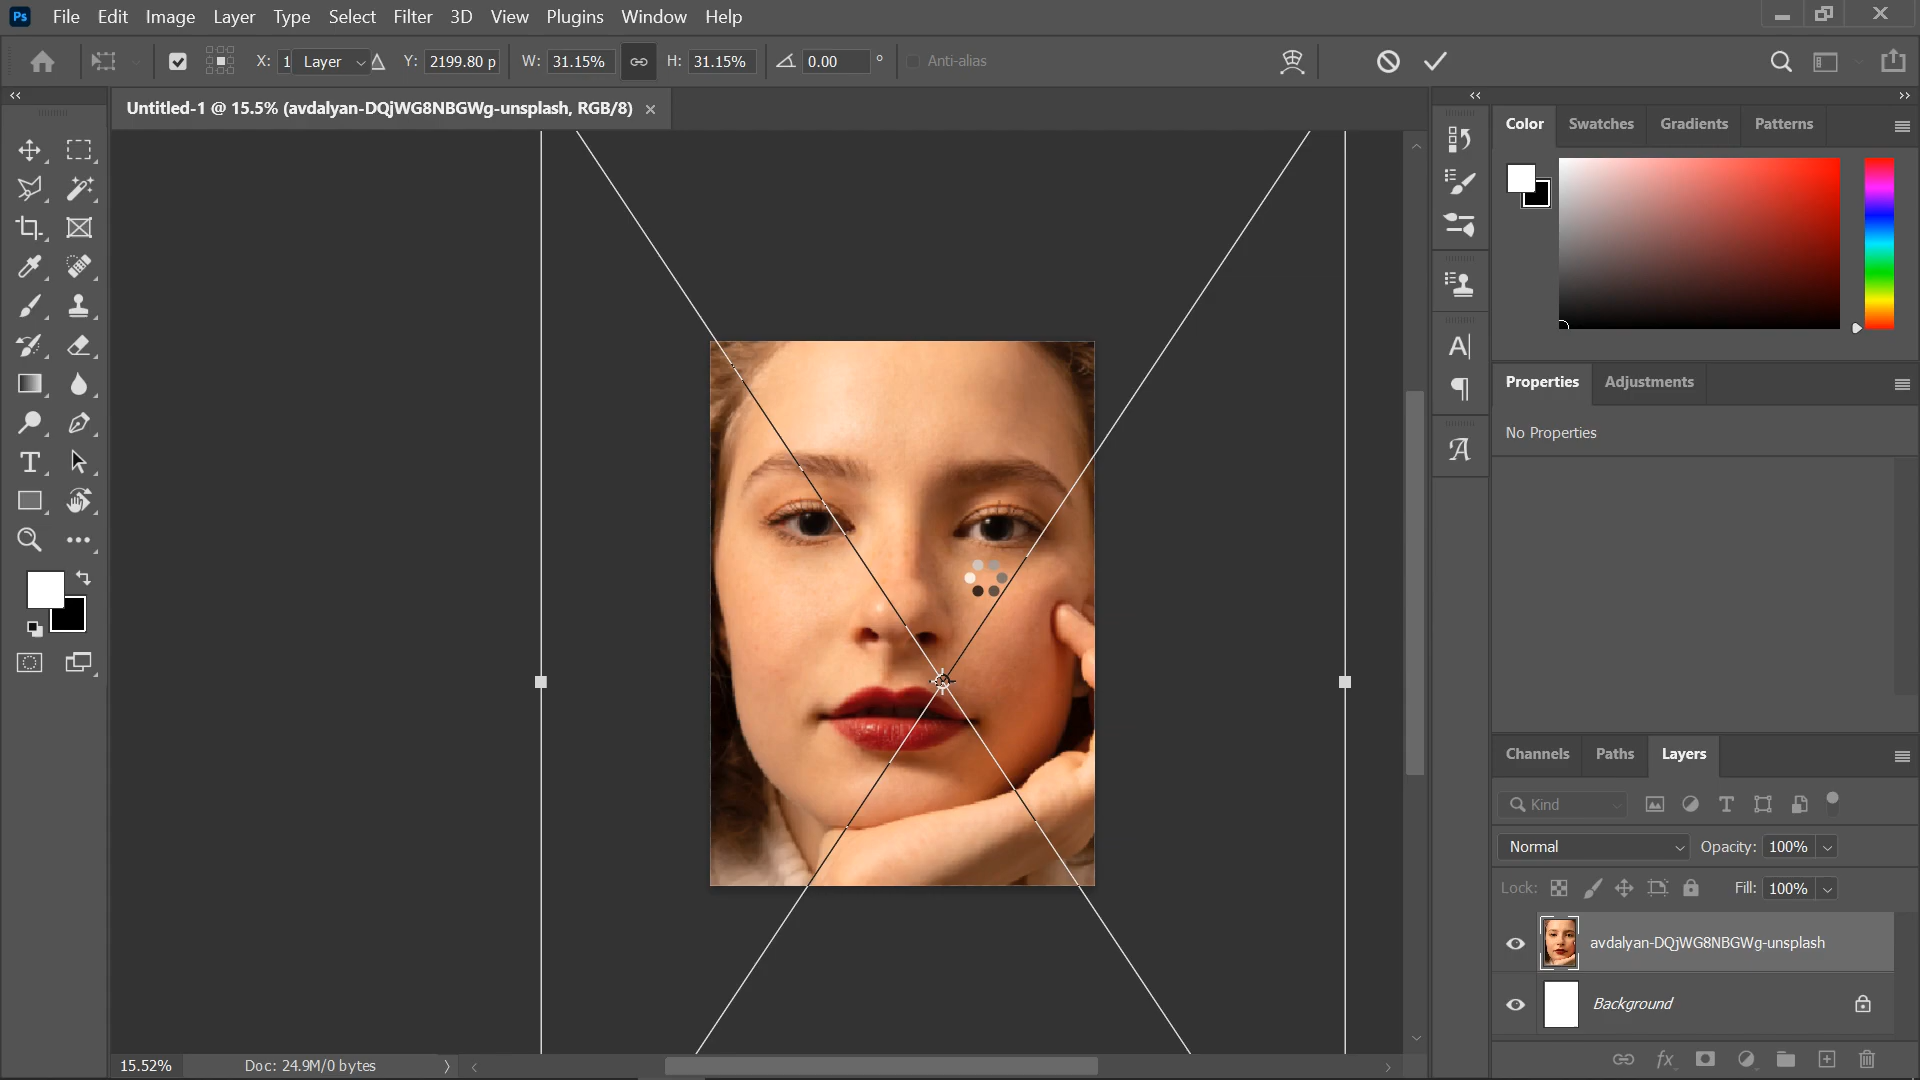 Ps File Edit Image Layer Type Select Filter 3D View Plugins Window Help
X: 1 Layer Y: 2199.80 p W: 31.15% H: 31.15% 0.00 ° Anti-alias
Untitled-1 @ 15.5% (avdalyan-DQjWG8NBGWg-unsplash, RGB/8)
Color Swatches Gradients Patterns
Properties Adjustments
No Properties
Channels Paths Layers
Kind
Normal Opacity: 100%
Lock: Fill: 100%
avdalyan-DQjWG8NBGWg-unsplash
Background
15.52% Doc: 24.9M/0 bytes